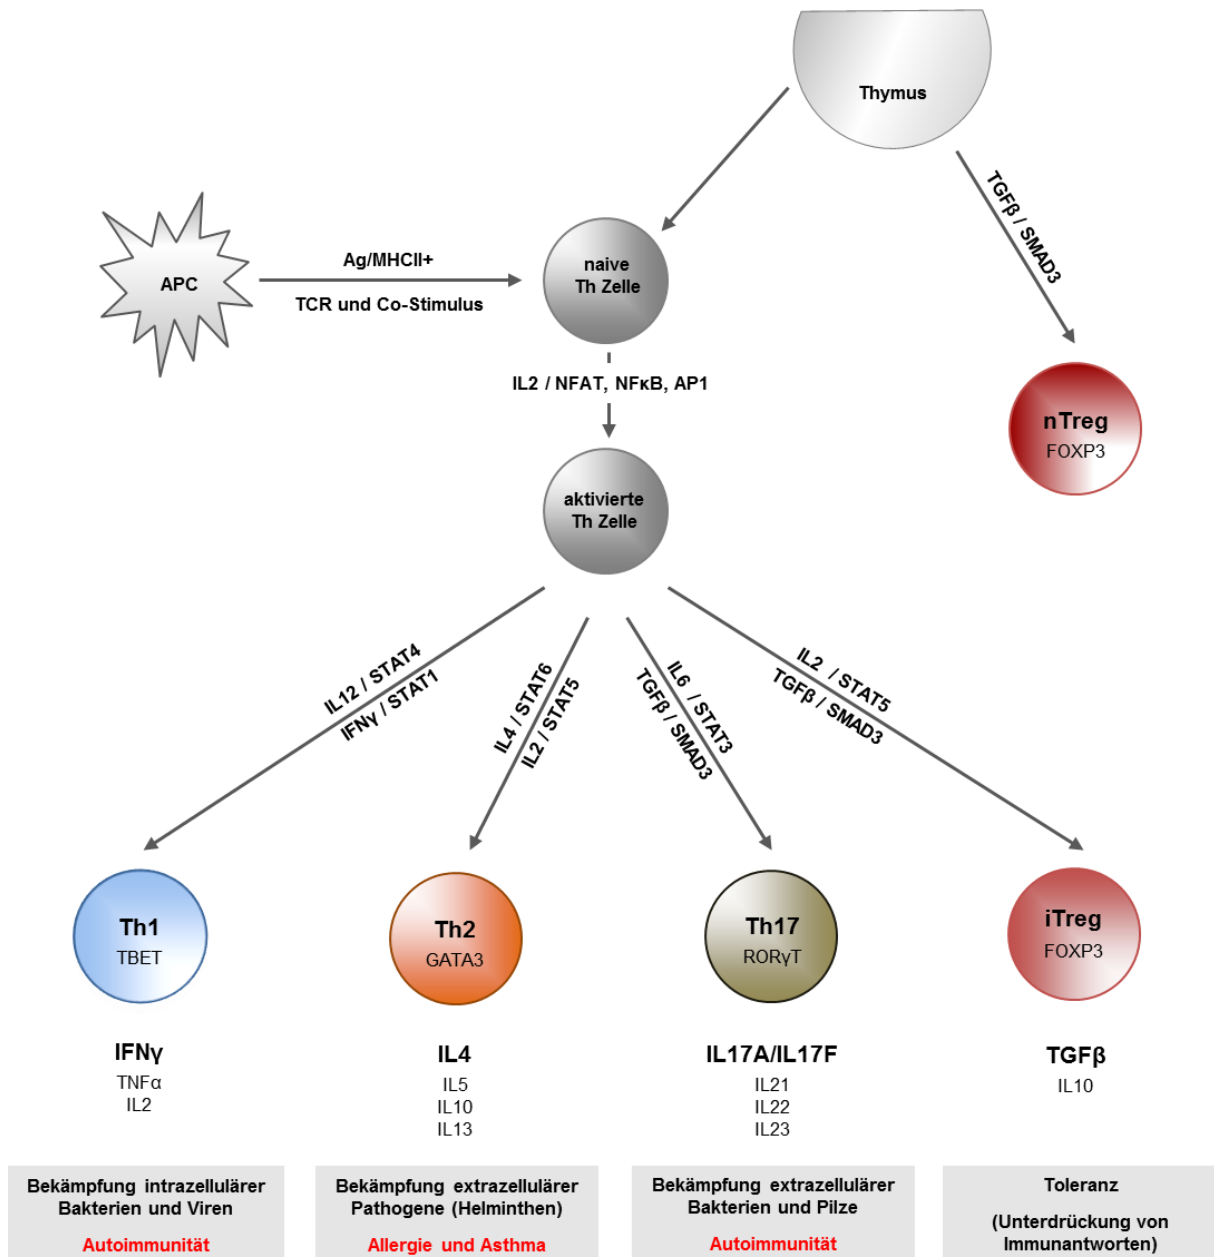 Thymus
TGFβ / SMAD3
APC
Ag/MHCII+
TCR und Co-Stimulus
naive
Th Zelle
IL2 / NFAT, NFκB, AP1
nTreg
FOXP3
aktivierte
Th Zelle
IL12 / STAT4
IFNγ / STAT1
IL4 / STAT6
IL2 / STAT5
IL6 / STAT3
TGFβ / SMAD3
IL2 / STAT5
TGFβ / SMAD3
Th1
TBET
Th2
GATA3
Th17
RORγT
iTreg
FOXP3
IFNγ
TNFα
IL2
IL4
IL5
IL10
IL13
IL17A/IL17F
IL21
IL22
IL23
TGFβ
IL10
Bekämpfung intrazellulärer
Bakterien und Viren
Autoimmunität
Bekämpfung extrazellulärer
Pathogene (Helminthen)
Allergie und Asthma
Bekämpfung extrazellulärer
Bakterien und Pilze
Autoimmunität
Toleranz
(Unterdrückung von
Immunantworten)